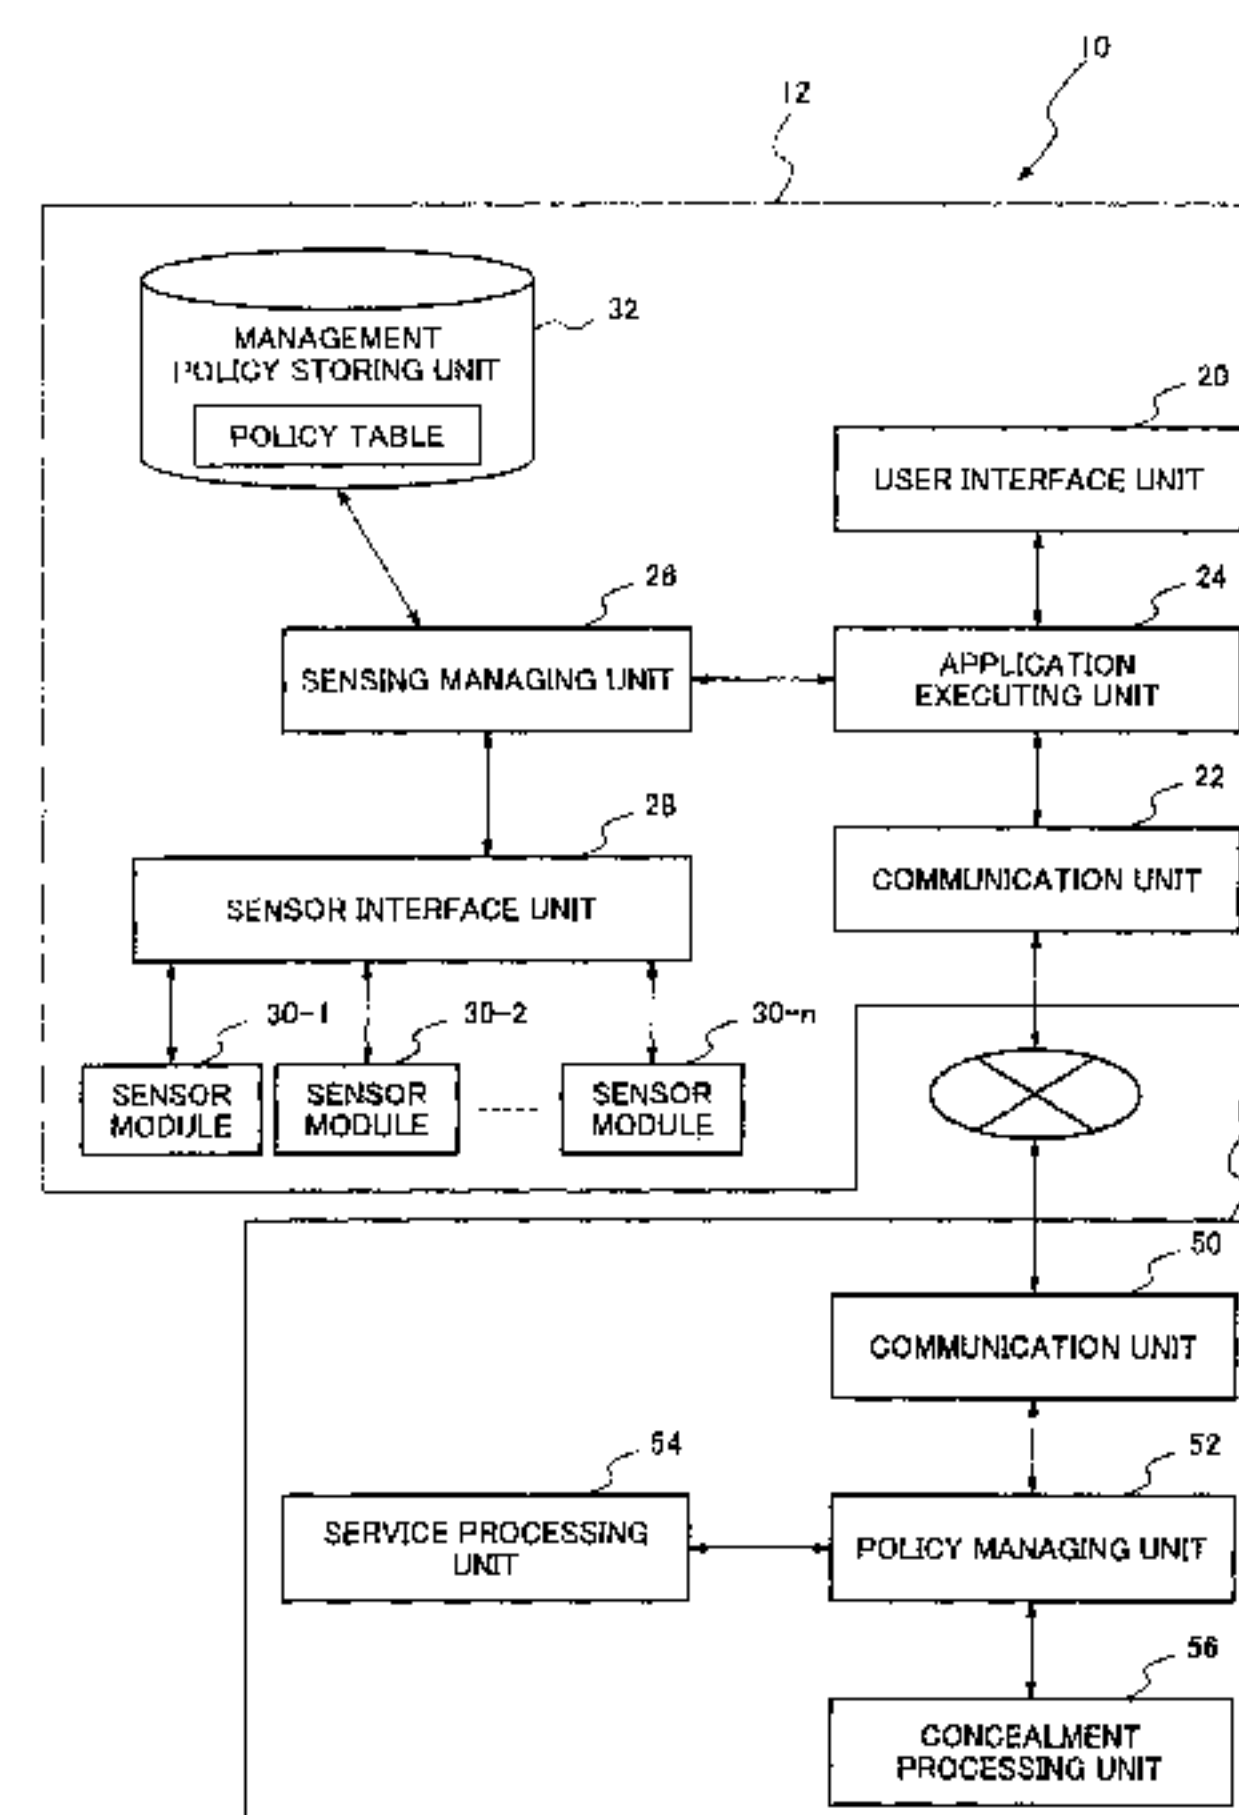 10
12
32
MANAGEMENT
POLICY STORING UNIT
POLICY TABLE
20
USER INTERFACE UNIT
26
24
SENSING MANAGING UNIT
APPLICATION
EXECUTING UNIT
28
22
SENSOR INTERFACE UNIT
COMMUNICATION UNIT
30-1
30-2
30-n
SENSOR
MODULE
SENSOR
MODULE
SENSOR
MODULE
50
COMMUNICATION UNIT
54
52
SERVICE PROCESSING
UNIT
POLICY MANAGING UNIT
56
CONCEALMENT
PROCESSING UNIT